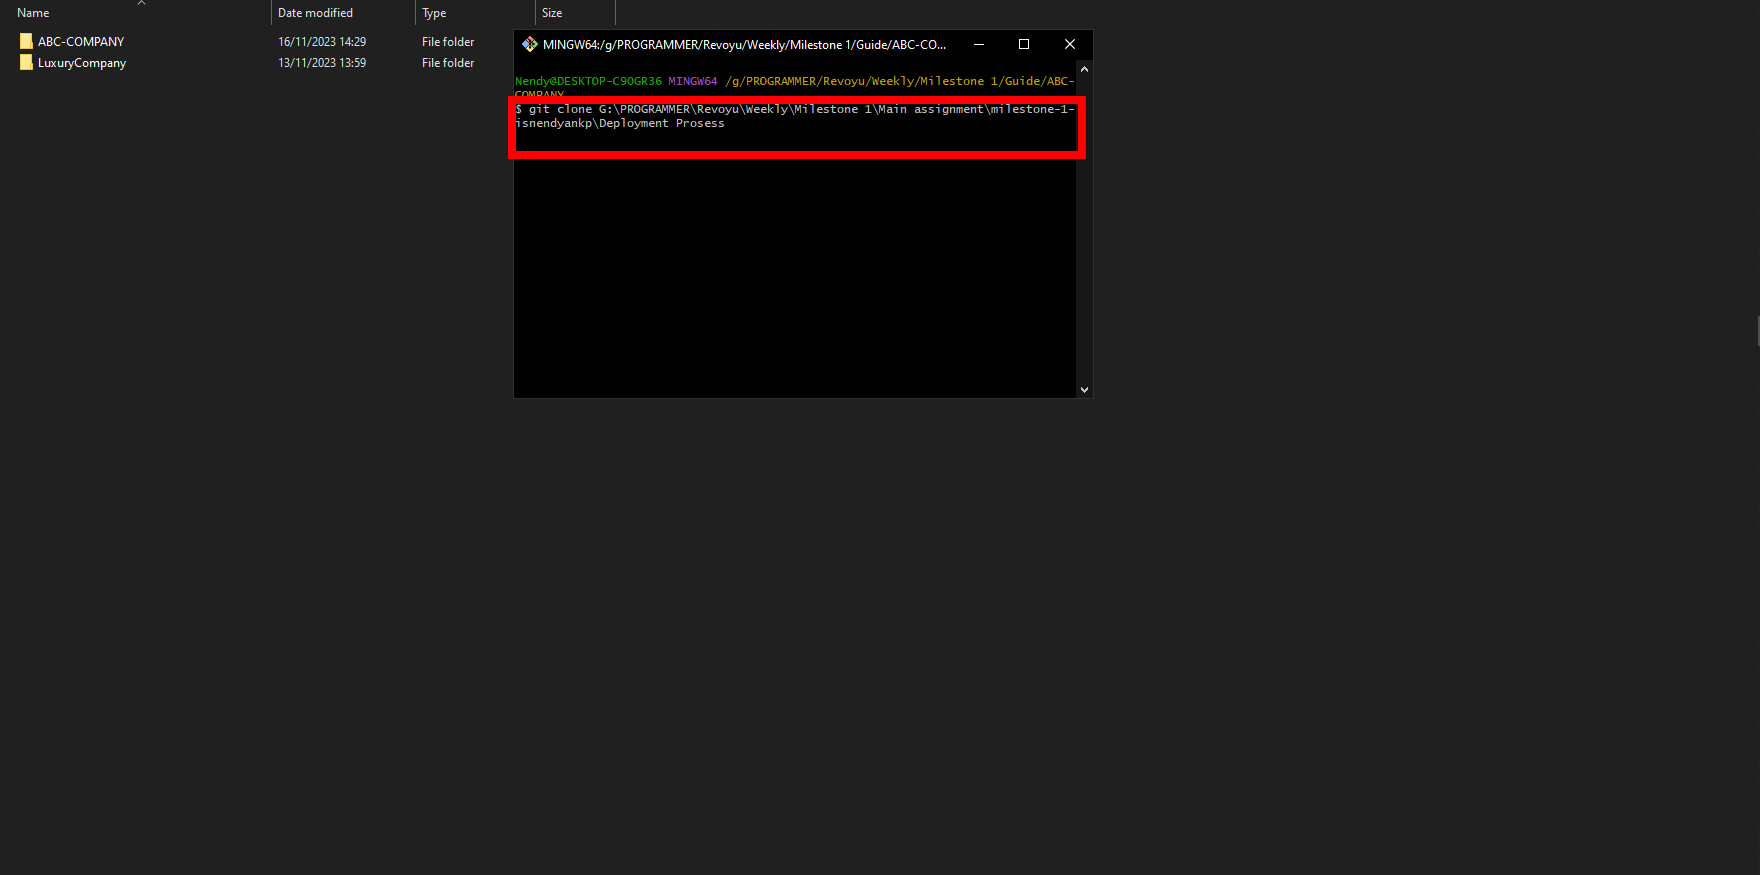 Name Date modified Type Size
ABC-COMPANY 16/11/2023 14:29 File folder
LuxuryCompany 13/11/2023 13:59 File folder
MINGW64:/g/PROGRAMMER/Revoyu/Weekly/Milestone 1/Guide/ABC-CO...
Nendy@DESKTOP-C9OGR36 MINGW64 /g/PROGRAMMER/Revoyu/Weekly/Milestone 1/Guide/ABC-
COMPANY
$ git clone G:\PROGRAMMER\Revoyu\Weekly\Milestone 1\Main assignment\milestone-1-
isnendyankp\Deployment Prosess